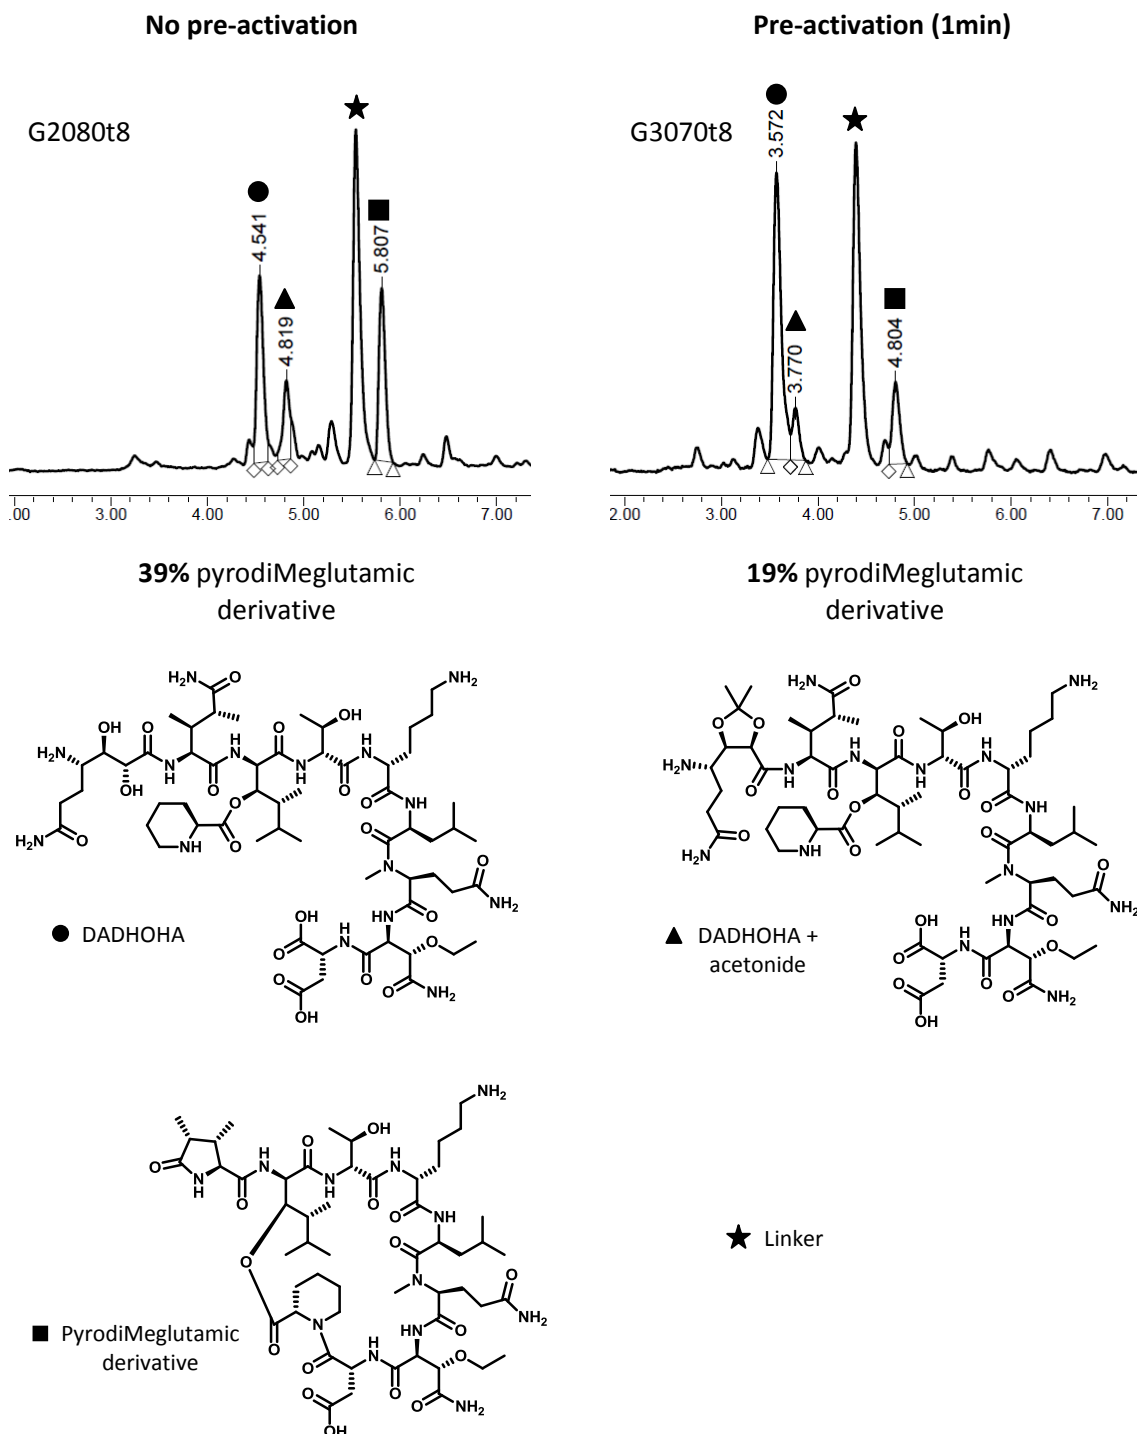 No pre-activation
Pre-activation (1min)
G2080t8
4.541
4.819
5.807
G3070t8
3.572
3.770
4.804
.00 3.00 4.00 5.00 6.00 7.00
2.00 3.00 4.00 5.00 6.00 7.00
39% pyrodiMeglutamic
derivative
19% pyrodiMeglutamic
derivative
DADHOHA
DADHOHA +
acetonide
PyrodiMeglutamic
derivative
Linker